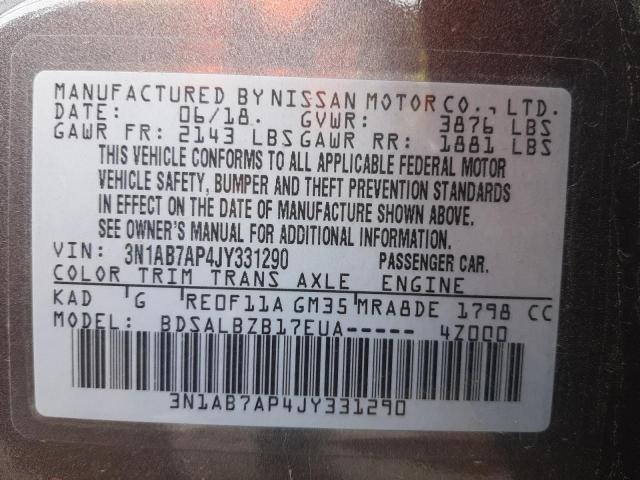 MANUFACTURED BY NISSAN MOTOR CO., LTD.
DATE: 06/18. GVWR: 3876 LBS
GAWR FR: 2143 LBS GAWR RR: 1881 LBS
THIS VEHICLE CONFORMS TO ALL APPLICABLE FEDERAL MOTOR
VEHICLE SAFETY, BUMPER AND THEFT PREVENTION STANDARDS
IN EFFECT ON THE DATE OF MANUFACTURE SHOWN ABOVE.
SEE OWNER'S MANUAL FOR ADDITIONAL INFORMATION.
VIN: 3N1AB7AP4JY331290 PASSENGER CAR.
COLOR TRIM TRANS AXLE ENGINE
KAD G RE0F11A GM35 MRA8DE 1798 CC
MODEL: BDSALBZB17EUA----- 4Z000
3N1AB7AP4JY331290